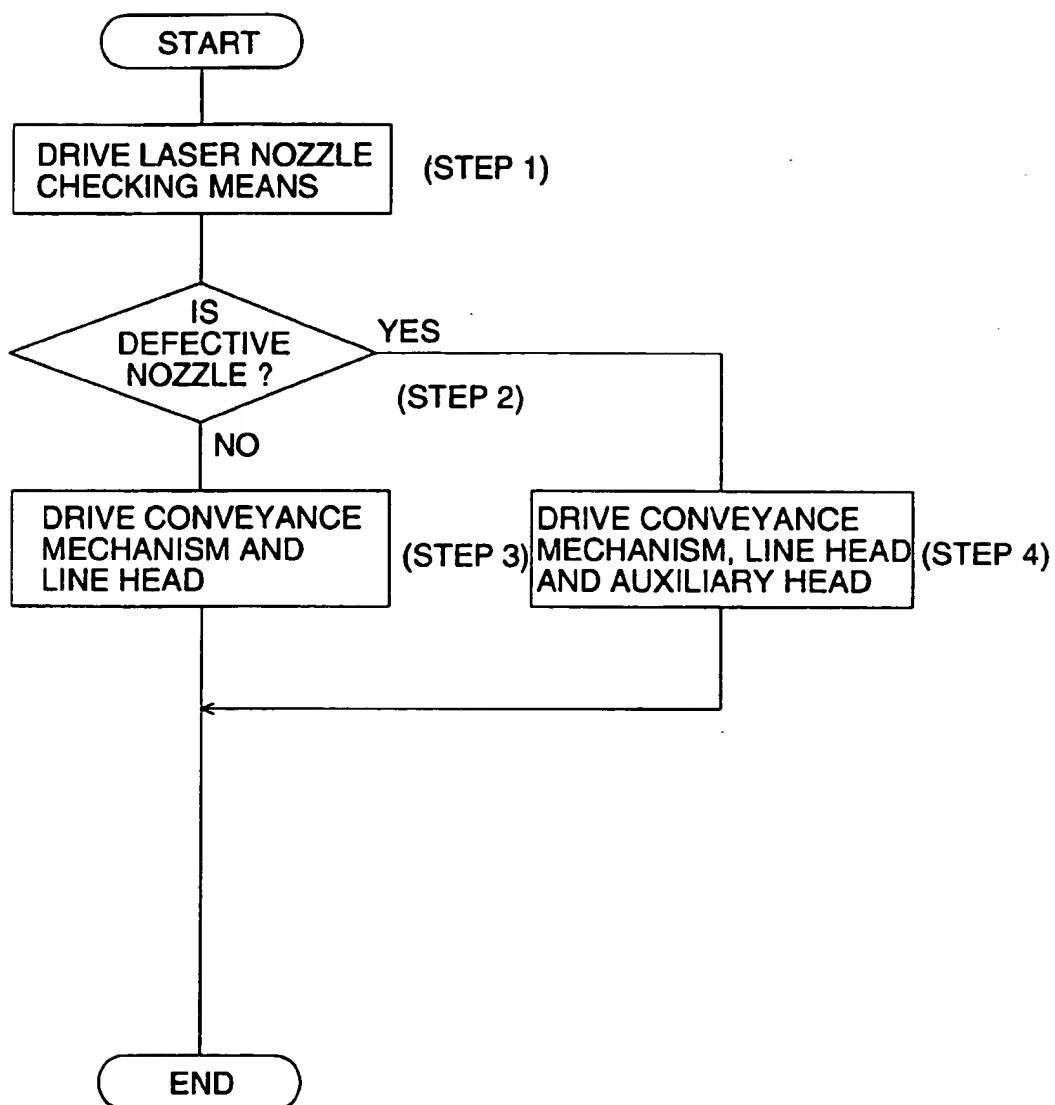 START
DRIVE LASER NOZZLE
CHECKING MEANS
(STEP 1)
IS
DEFECTIVE
NOZZLE ?
YES
(STEP 2)
NO
DRIVE CONVEYANCE
MECHANISM AND
LINE HEAD
(STEP 3)
DRIVE CONVEYANCE
MECHANISM, LINE HEAD
AND AUXILIARY HEAD
(STEP 4)
END